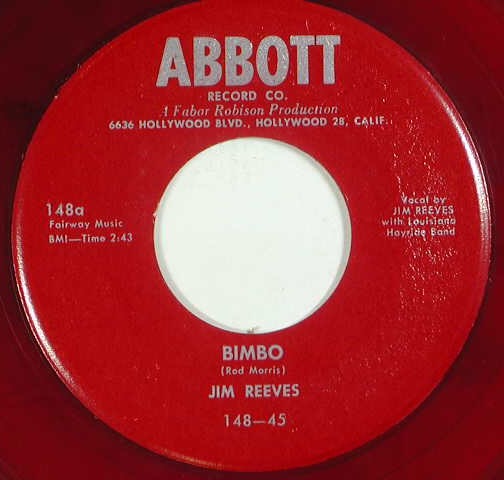 ABBOTT
RECORD CO.
A Fabor Robison Production
6636 HOLLYWOOD BLVD., HOLLYWOOD 28, CALIF.
148a
Fairway Music
BMI—Time 2:43
Vocal by
JIM REEVES
with Louisiana
Hayride Band
BIMBO
(Rod Morris)
JIM REEVES
148—45